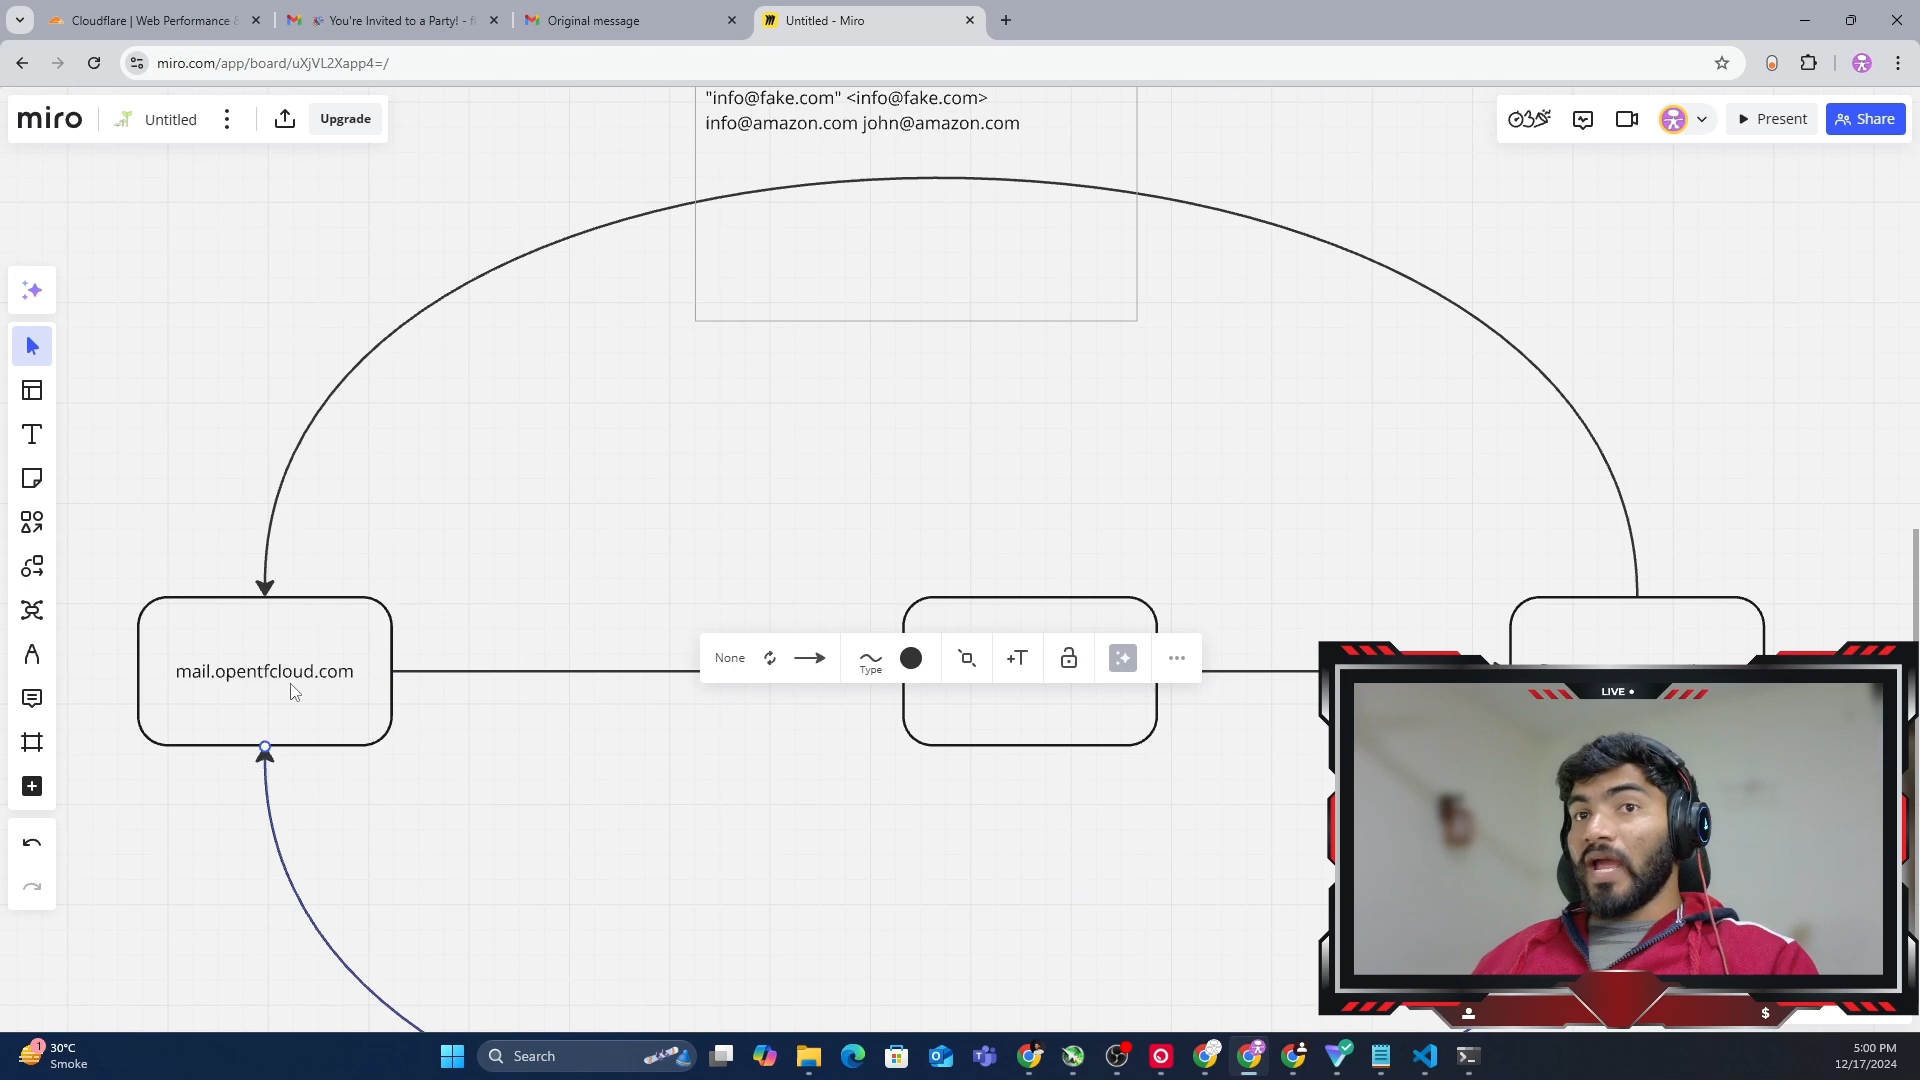 Cloudflare | Web Performance &
You're Invited to a Party! - fi
Original message
Untitled - Miro
miro.com/app/board/uXjVL2Xapp4=/
miro
Untitled
Upgrade
Present
Share
"info@fake.com" <info@fake.com>
info@amazon.com john@amazon.com
None
Type
+T
mail.opentfcloud.com
LIVE
$
1
30°C
Smoke
Search
5:00 PM
12/17/2024